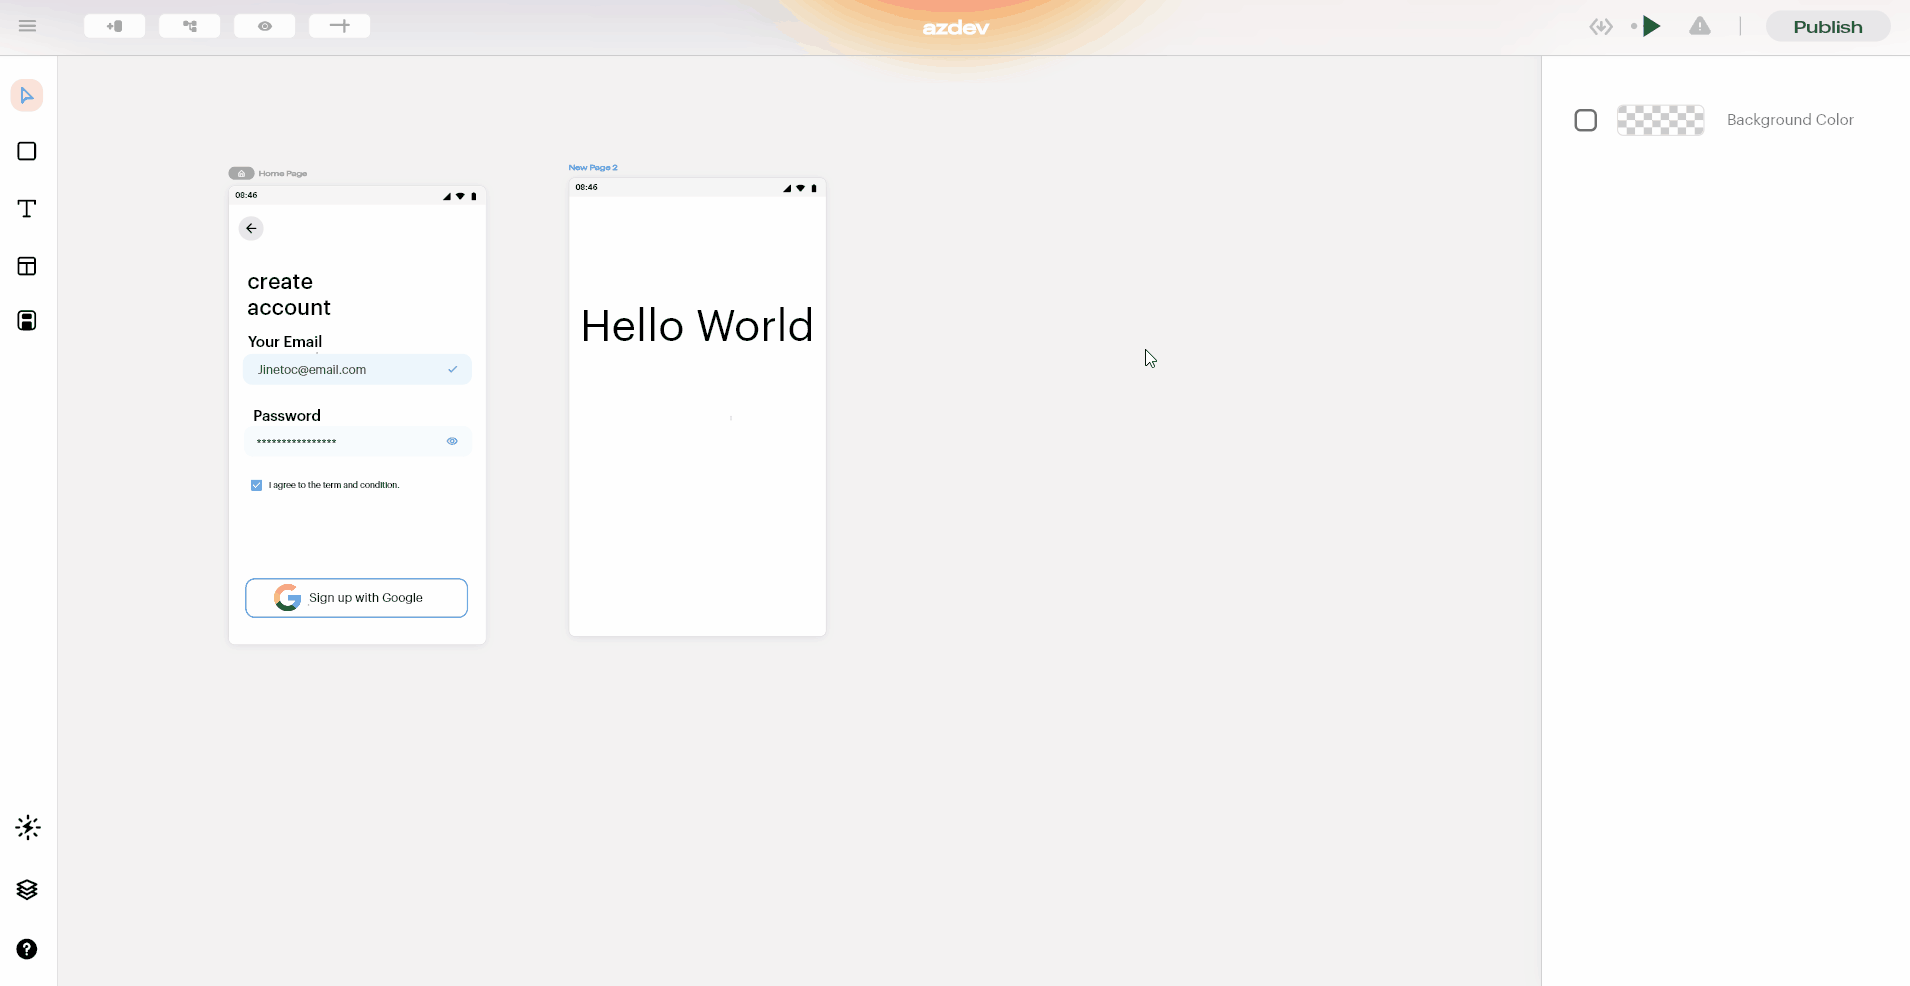 azdev
Publish
Background Color
Home Page
08:46
create
account
Your Email
Jinetoc@email.com
Password
****************
I agree to the term and condition.
Sign up with Google
New Page 2
08:46
Hello World